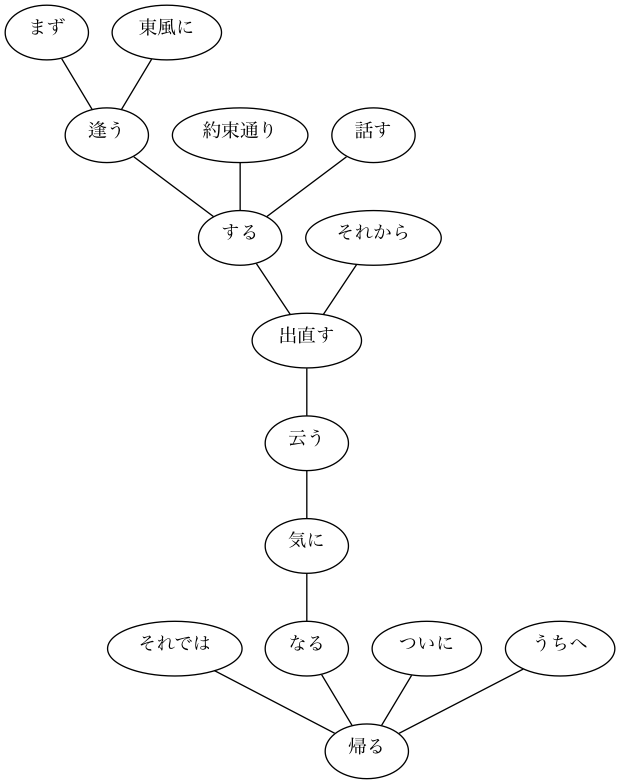 まず
東風に
逢う
約束通り
話す
する
それから
出直す
云う
気に
それでは
なる
ついに
うちへ
帰る